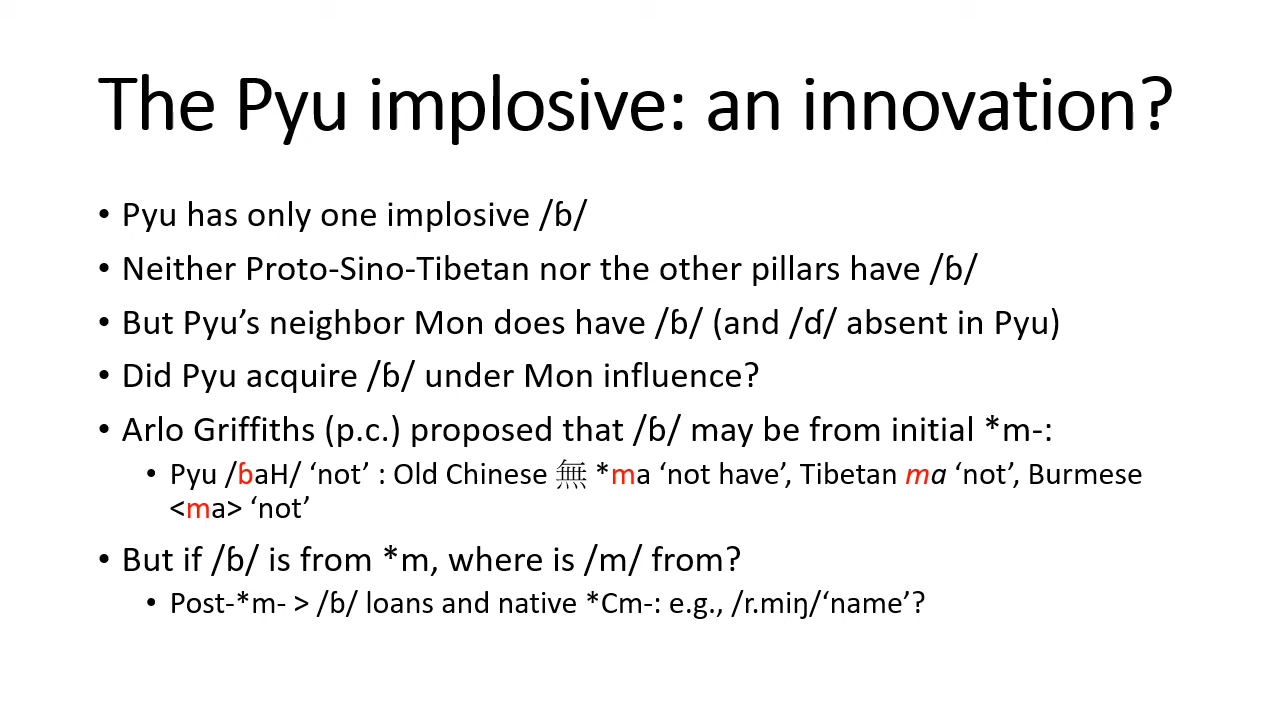 The Pyu implosive: an innovation?
• Pyu has only one implosive /ɓ/
• Neither Proto-Sino-Tibetan nor the other pillars have /ɓ/
• But Pyu’s neighbor Mon does have /ɓ/ (and /ɗ/ absent in Pyu)
• Did Pyu acquire /ɓ/ under Mon influence?
• Arlo Griffiths (p.c.) proposed that /ɓ/ may be from initial *m-:
• Pyu /ɓaH/ ‘not’ : Old Chinese 無 *ma ‘not have’, Tibetan ma ‘not’, Burmese
<ma> ‘not’
• But if /ɓ/ is from *m, where is /m/ from?
• Post-*m- > /ɓ/ loans and native *Cm-: e.g., /r.miŋ/‘name’?